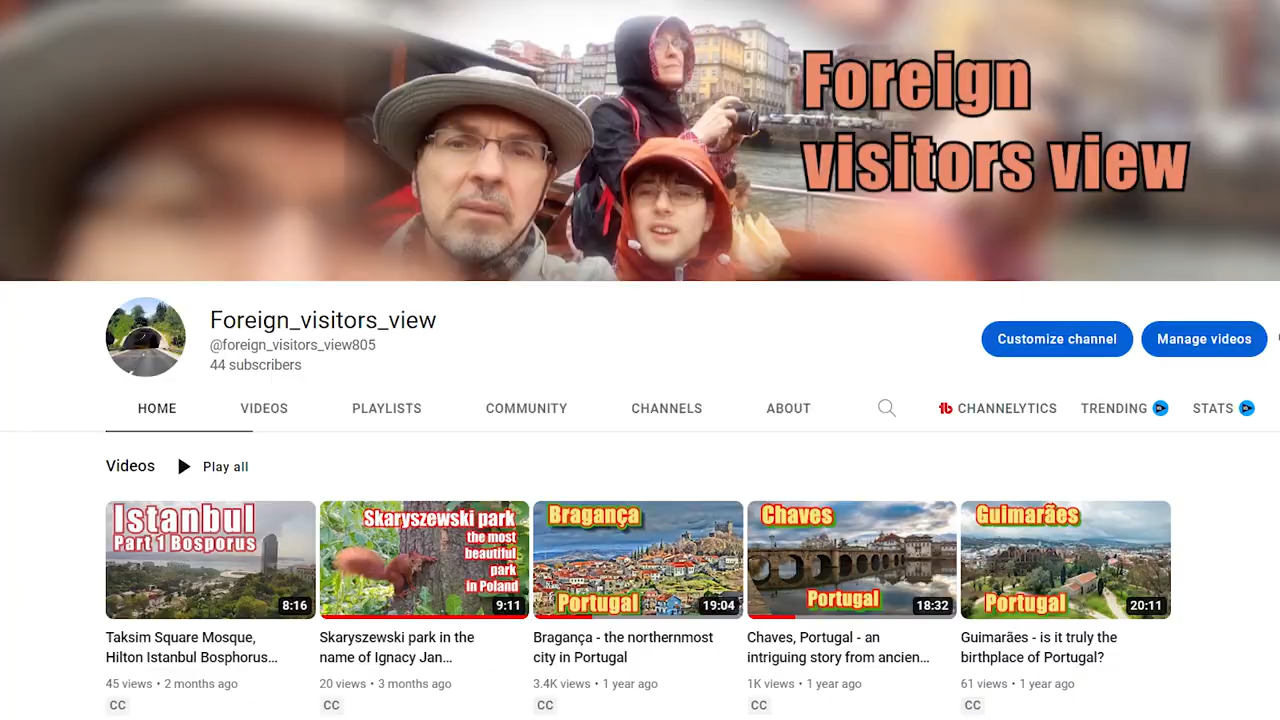 Foreign
visitors view
Foreign_visitors_view
@foreign_visitors_view805
44 subscribers
Customize channel
Manage videos
HOME
VIDEOS
PLAYLISTS
COMMUNITY
CHANNELS
ABOUT
CHANNELYTICS
TRENDING
STATS
Videos
Play all
Istanbul
Part 1 Bosporus
8:16
Skaryszewski park
the most
beautiful
park
in Poland
9:11
Bragança
Portugal
19:04
Chaves
Portugal
18:32
Guimarães
Portugal
20:11
Taksim Square Mosque,
Hilton Istanbul Bosphorus...
45 views • 2 months ago
CC
Skaryszewski park in the
name of Ignacy Jan...
20 views • 3 months ago
CC
Bragança - the northernmost
city in Portugal
3.4K views • 1 year ago
CC
Chaves, Portugal - an
intriguing story from ancien...
1K views • 1 year ago
CC
Guimarães - is it truly the
birthplace of Portugal?
61 views • 1 year ago
CC